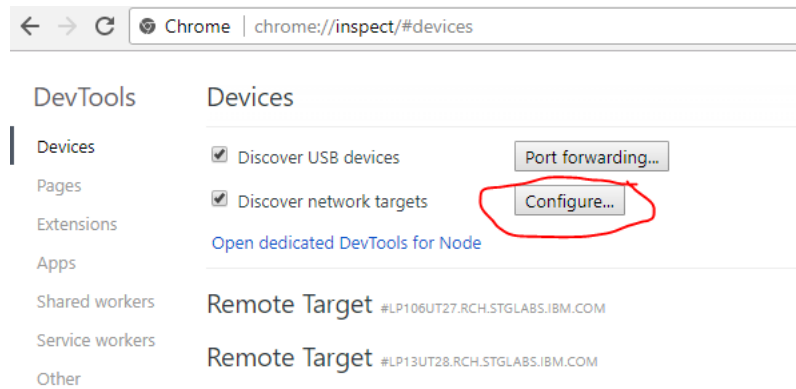 Chrome chrome://inspect/#devices
DevTools
Devices
Pages
Extensions
Apps
Shared workers
Service workers
Other
Devices
Discover USB devices Port forwarding...
Discover network targets Configure...
Open dedicated DevTools for Node
Remote Target #LP106UT27.RCH.STGLABS.IBM.COM
Remote Target #LP13UT28.RCH.STGLABS.IBM.COM